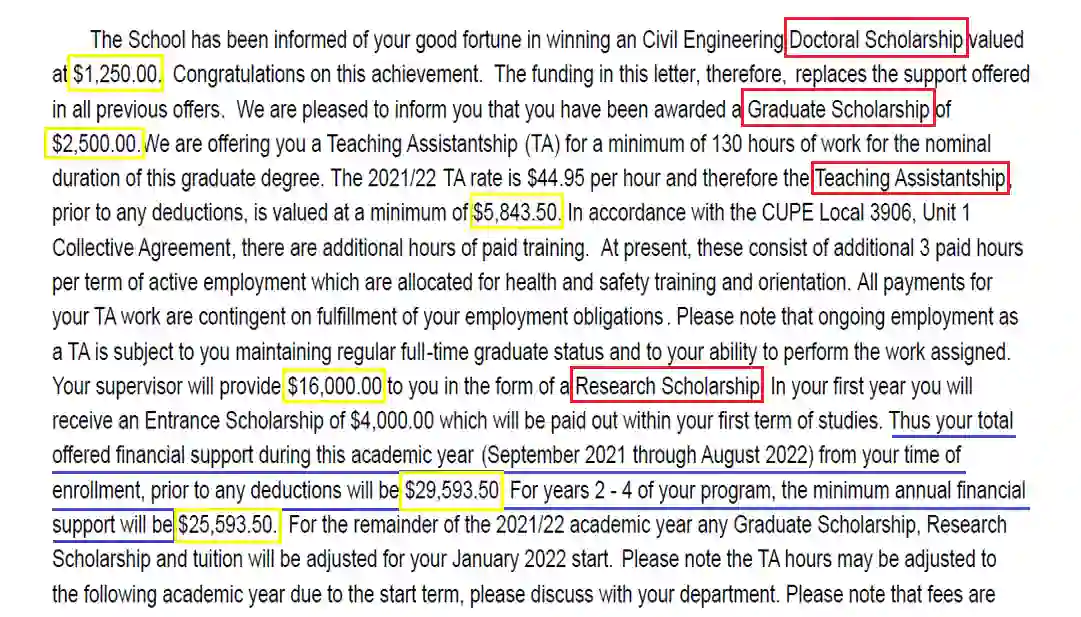 The School has been informed of your good fortune in winning an Civil Engineering Doctoral Scholarship valued
at $1,250.00. Congratulations on this achievement. The funding in this letter, therefore, replaces the support offered
in all previous offers. We are pleased to inform you that you have been awarded a Graduate Scholarship of
$2,500.00. We are offering you a Teaching Assistantship (TA) for a minimum of 130 hours of work for the nominal
duration of this graduate degree. The 2021/22 TA rate is $44.95 per hour and therefore the Teaching Assistantship,
prior to any deductions, is valued at a minimum of $5,843.50. In accordance with the CUPE Local 3906, Unit 1
Collective Agreement, there are additional hours of paid training. At present, these consist of additional 3 paid hours
per term of active employment which are allocated for health and safety training and orientation. All payments for
your TA work are contingent on fulfillment of your employment obligations. Please note that ongoing employment as
a TA is subject to you maintaining regular full-time graduate status and to your ability to perform the work assigned.
Your supervisor will provide $16,000.00 to you in the form of a Research Scholarship. In your first year you will
receive an Entrance Scholarship of $4,000.00 which will be paid out within your first term of studies. Thus your total
offered financial support during this academic year (September 2021 through August 2022) from your time of
enrollment, prior to any deductions will be $29,593.50 For years 2 - 4 of your program, the minimum annual financial
support will be $25,593.50. For the remainder of the 2021/22 academic year any Graduate Scholarship, Research
Scholarship and tuition will be adjusted for your January 2022 start. Please note the TA hours may be adjusted to
the following academic year due to the start term, please discuss with your department. Please note that fees are